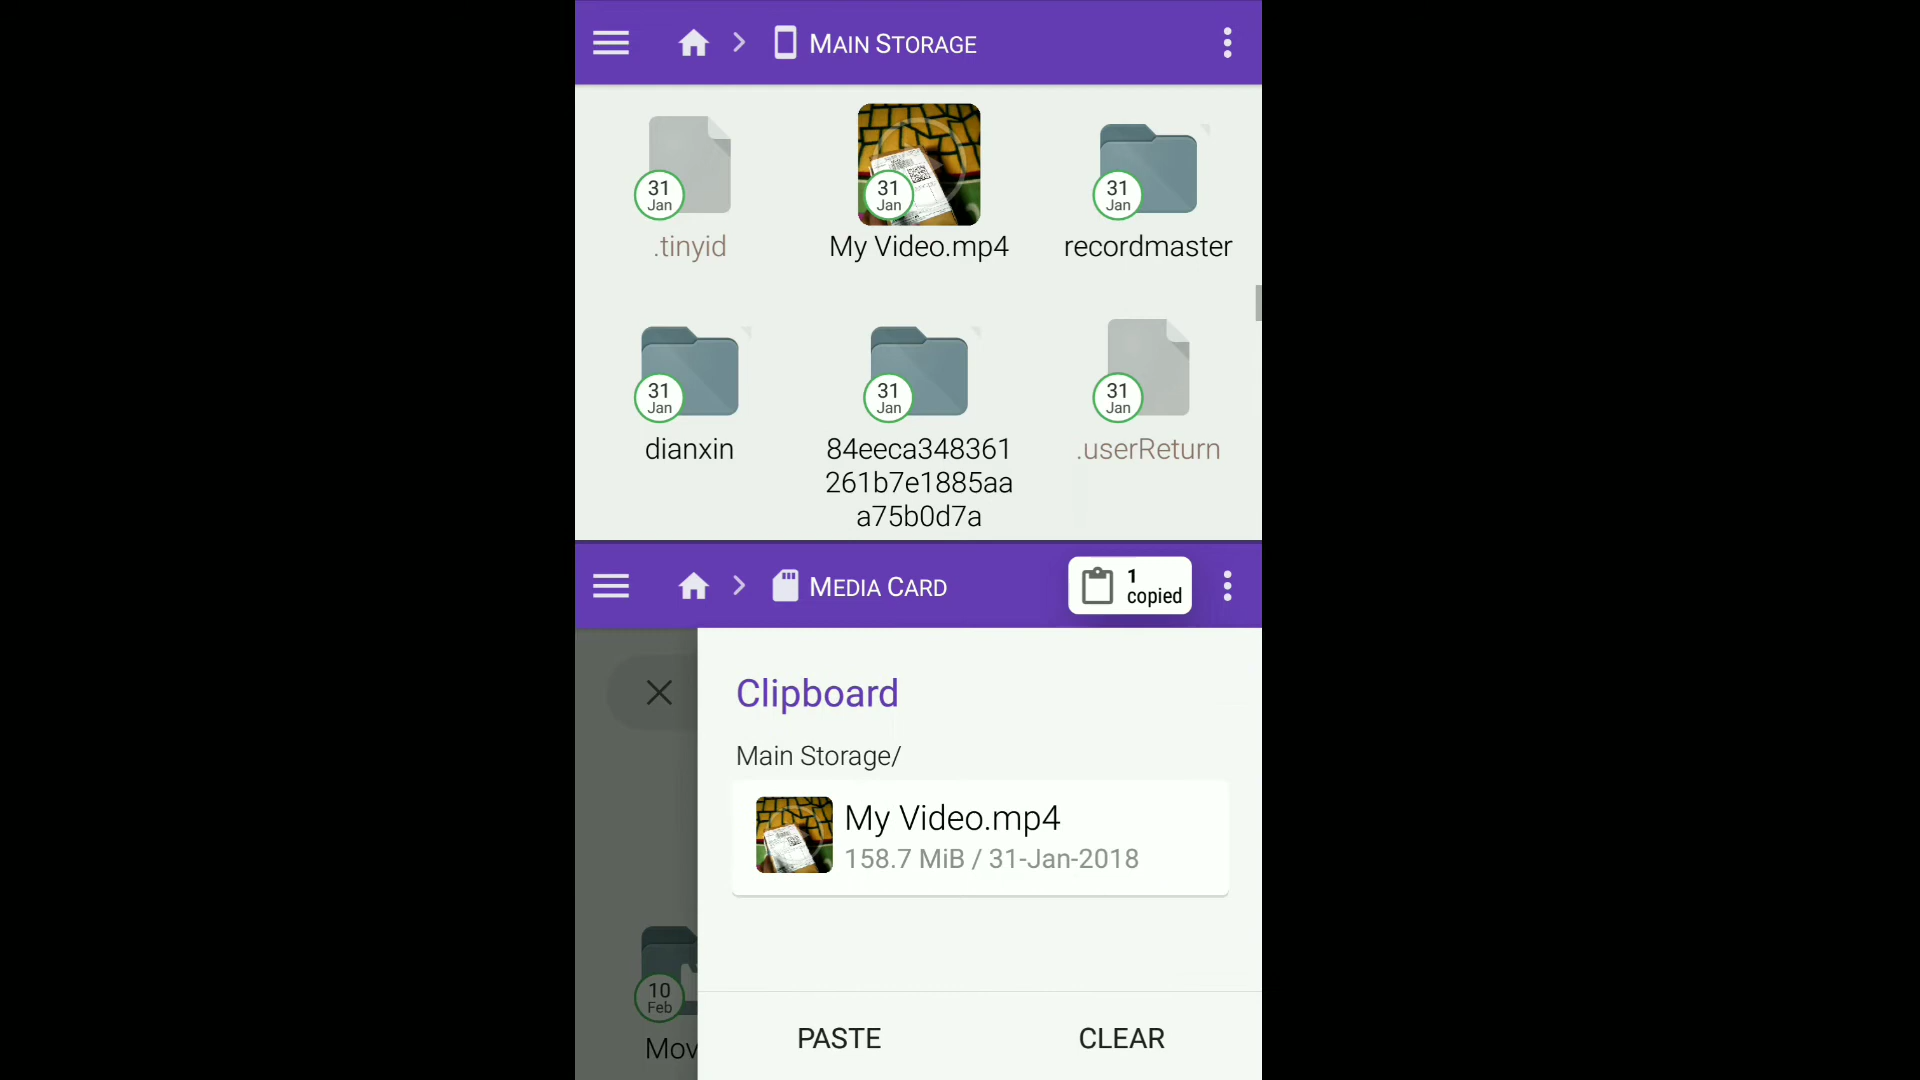 MAIN STORAGE
31 Jan
31 Jan
31 Jan
.tinyid
My Video.mp4
recordmaster
31 Jan
31 Jan
31 Jan
dianxin
84eeca348361
261b7e1885aa
a75b0d7a
.userReturn
MEDIA CARD
1 copied
Clipboard
Main Storage/
My Video.mp4
158.7 MiB / 31-Jan-2018
10 Feb
Mov
PASTE
CLEAR